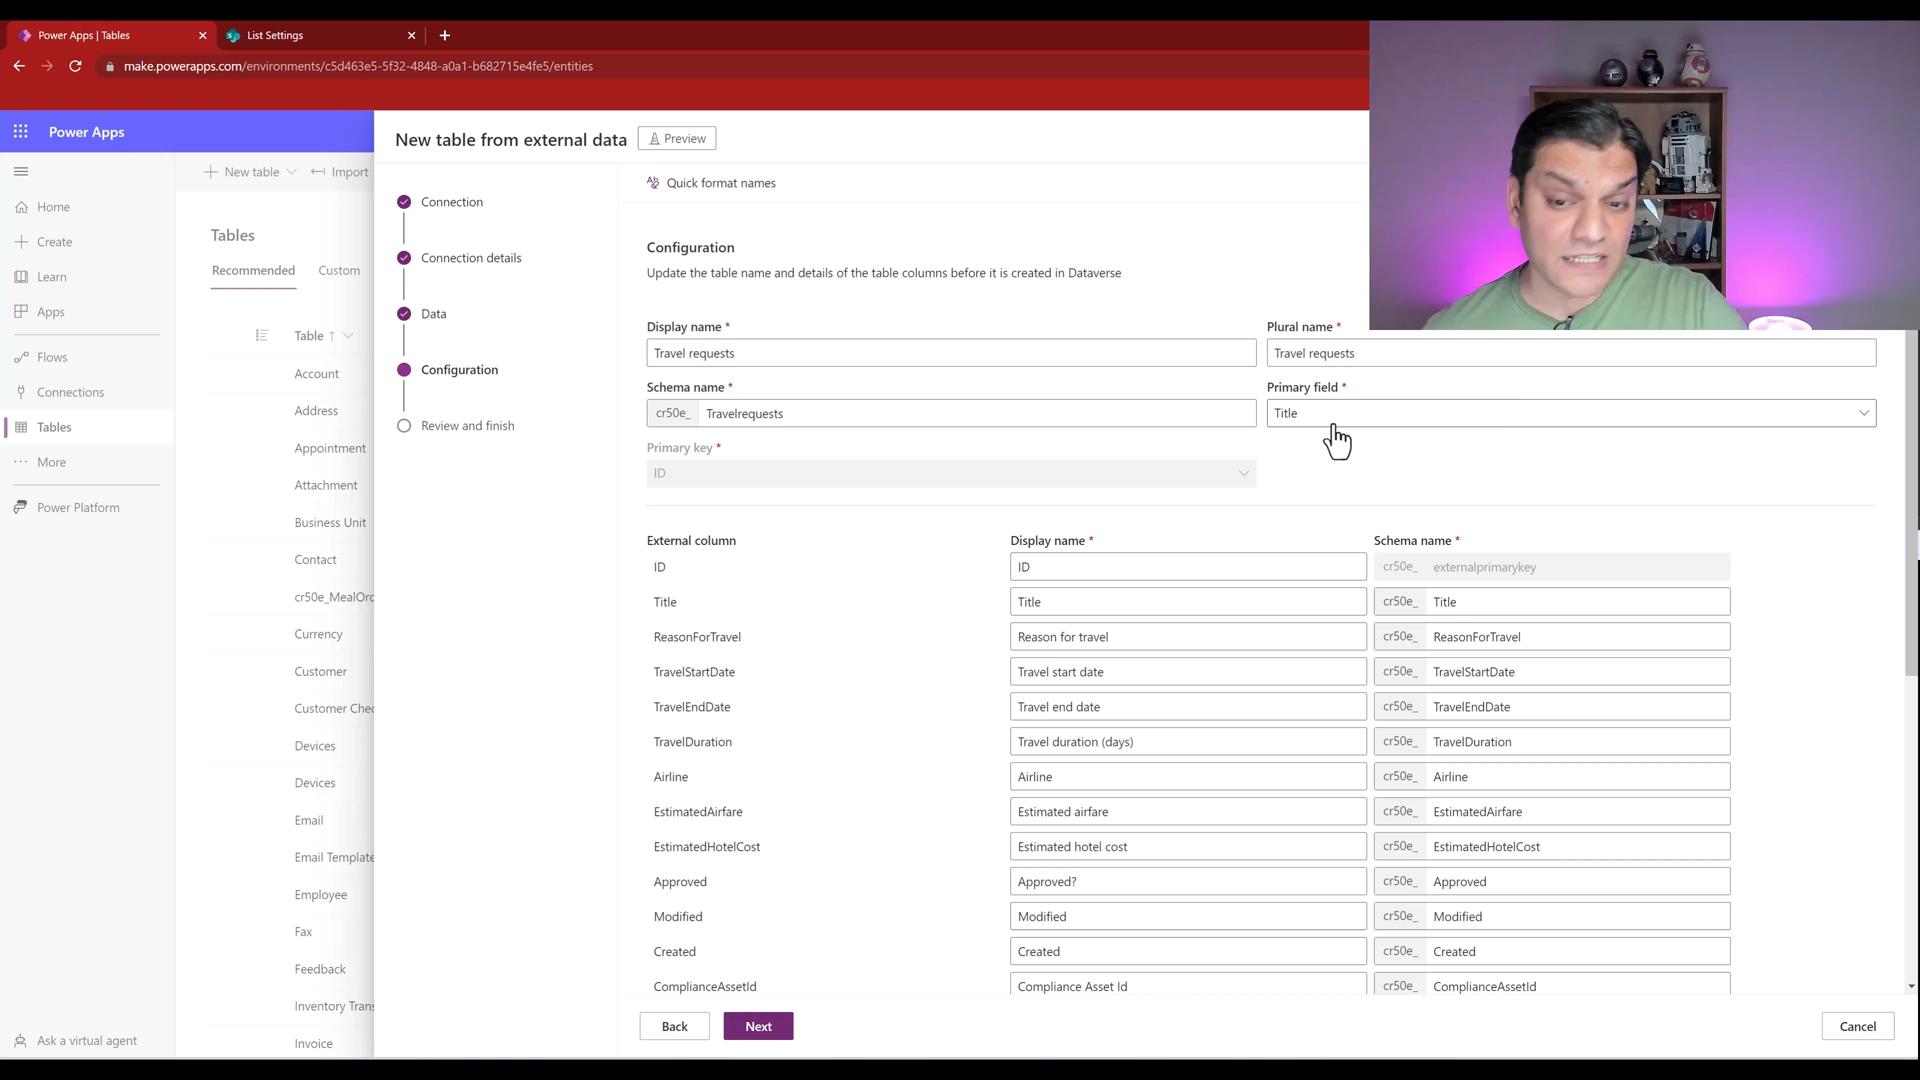 Power Apps | Tables
List Settings
make.powerapps.com/environments/c5d463e5-5f32-4848-a0a1-b682715e4fe5/entities
Power Apps
Home
Create
Learn
Apps
Flows
Connections
Tables
More
Power Platform
Ask a virtual agent
New table
Import
Tables
Recommended
Custom
Table
Account
Address
Appointment
Attachment
Business Unit
Contact
cr50e_MealOrd
Currency
Customer
Customer Chec
Devices
Devices
Email
Email Template
Employee
Fax
Feedback
Inventory Trans
Invoice
New table from external data
Preview
Connection
Connection details
Data
Configuration
Review and finish
Quick format names
Configuration
Update the table name and details of the table columns before it is created in Dataverse
Display name * Plural name *
Travel requests Travel requests
Schema name * Primary field *
cr50e_ Travelrequests Title
Primary key *
ID
External column Display name * Schema name *
ID ID cr50e_ externalprimarykey
Title Title cr50e_ Title
ReasonForTravel Reason for travel cr50e_ ReasonForTravel
TravelStartDate Travel start date cr50e_ TravelStartDate
TravelEndDate Travel end date cr50e_ TravelEndDate
TravelDuration Travel duration (days) cr50e_ TravelDuration
Airline Airline cr50e_ Airline
EstimatedAirfare Estimated airfare cr50e_ EstimatedAirfare
EstimatedHotelCost Estimated hotel cost cr50e_ EstimatedHotelCost
Approved Approved? cr50e_ Approved
Modified Modified cr50e_ Modified
Created Created cr50e_ Created
ComplianceAssetId Compliance Asset Id cr50e_ ComplianceAssetId
Back Next Cancel